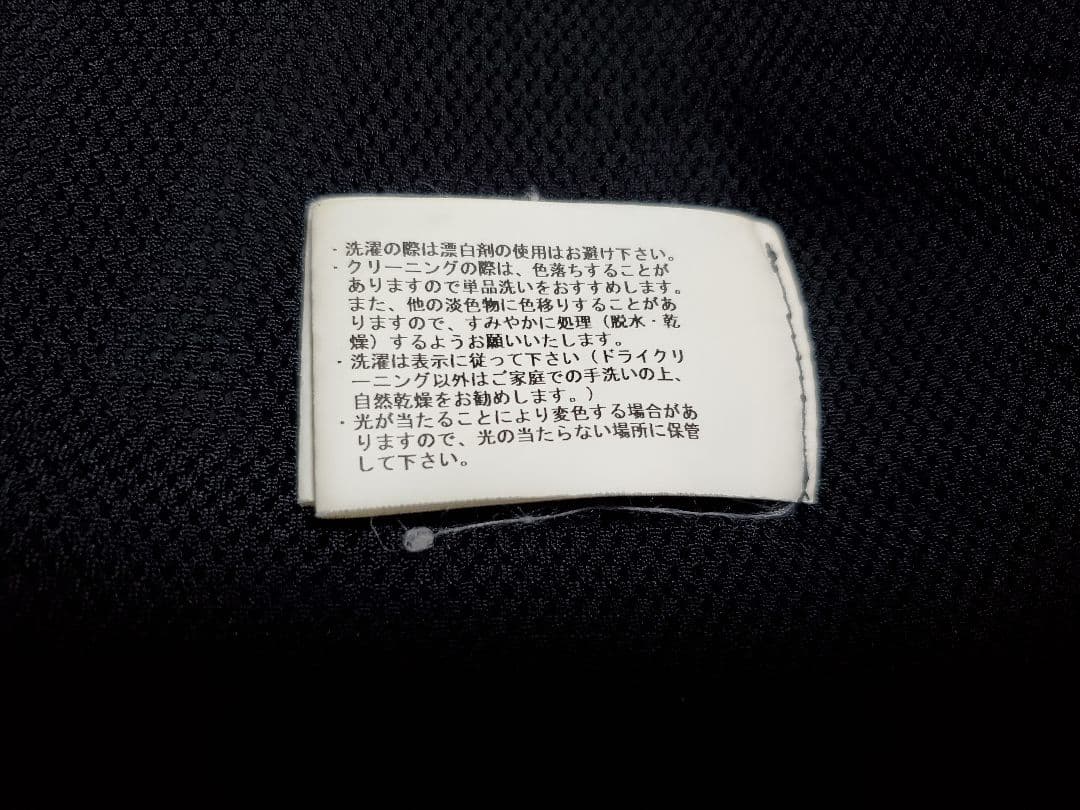 ・洗濯の際は漂白剤の使用はお避け下さい。
・クリーニングの際は、色落ちすることが
ありますので単品洗いをおすすめします。
また、他の淡色物に色移りすることがあ
りますので、すみやかに処理（脱水・乾
燥）するようお願いいたします。
・洗濯は表示に従って下さい（ドライクリ
ーニング以外はご家庭での手洗いの上、
自然乾燥をお勧めします。）
・光が当たることにより変色する場合があ
りますので、光の当たらない場所に保管
して下さい。